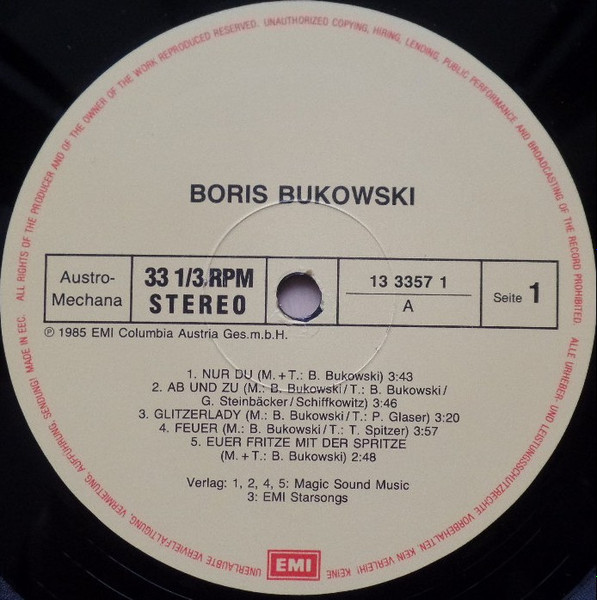 ALL RIGHTS OF THE PRODUCER AND OF THE OWNER OF THE WORK REPRODUCED RESERVED. UNAUTHORIZED COPYING, HIRING, LENDING, PUBLIC PERFORMANCE AND BROADCASTING OF THE RECORD PROHIBITED.
ALLE URHEBER- UND LEISTUNGSSCHUTZRECHTE VORBEHALTEN. KEIN VERLEIH! KEINE
UNERLAUBTE VERVIELFÄLTIGUNG, VERMIETUNG, AUFFÜHRUNG, SENDUNG! MADE IN EEC.
BORIS BUKOWSKI
Austro-
Mechana
33 1/3 RPM
STEREO
13 3357 1
A
Seite 1
℗ 1985 EMI Columbia Austria Ges.m.b.H.
1. NUR DU (M.+T.: B. Bukowski) 3:43
2. AB UND ZU (M.: B. Bukowski/T.: B. Bukowski/
G. Steinbäcker/Schiffkowitz) 3:46
3. GLITZERLADY (M.: B. Bukowski/T.: P. Glaser) 3:20
4. FEUER (M.: B. Bukowski/T.: T. Spitzer) 3:57
5. EUER FRITZE MIT DER SPRITZE
(M.+T.: B. Bukowski) 2:48
Verlag: 1, 2, 4, 5: Magic Sound Music
3: EMI Starsongs
EMI